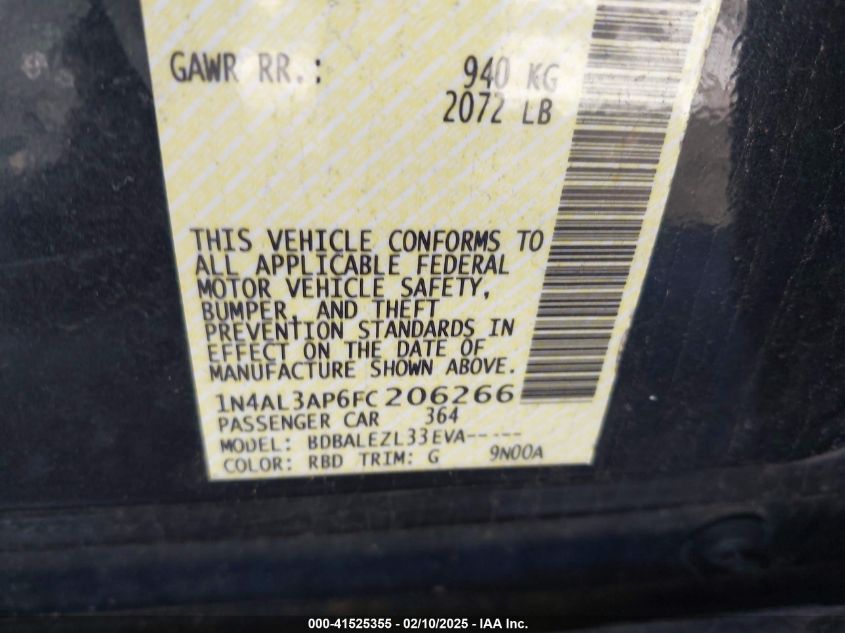 GAWR RR.: 940 KG
2072 LB
THIS VEHICLE CONFORMS TO
ALL APPLICABLE FEDERAL
MOTOR VEHICLE SAFETY,
BUMPER, AND THEFT
PREVENTION STANDARDS IN
EFFECT ON THE DATE OF
MANUFACTURE SHOWN ABOVE.
1N4AL3AP6FC206266
PASSENGER CAR 364
MODEL: BDBALEZL33EVA-----
COLOR: RBD TRIM: G 9N00A
000-41525355 — 02/10/2025 - IAA Inc.